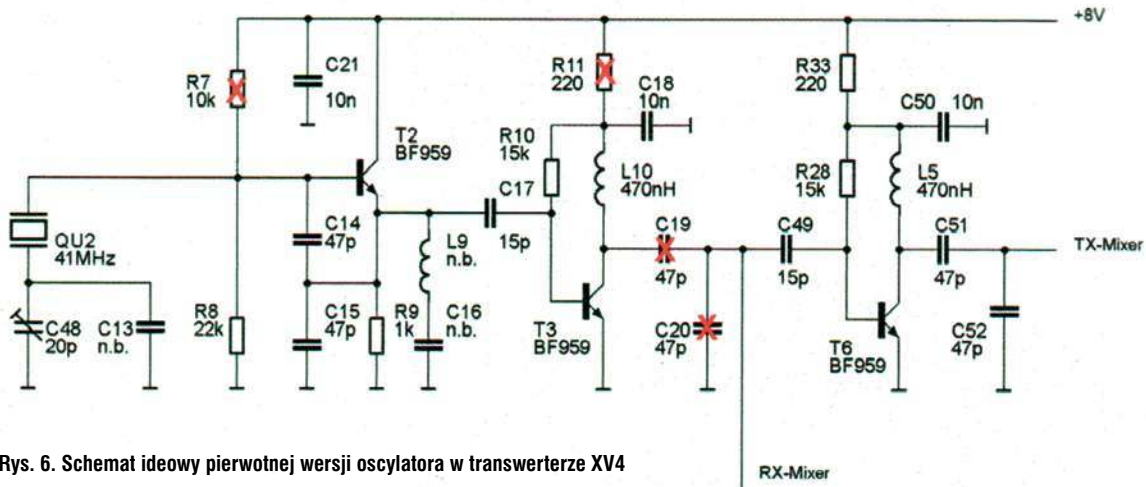 +8V
R7
10k
C21
10n
R11
220
C18
10n
R33
220
C50 10n
T2
BF959
R10
15k
C17
15p
L10
470nH
R28
15k
L5
470nH
QU2
41MHz
C14
47p
L9
n.b.
C19
47p
C49
15p
C51
47p
TX-Mixer
C48
20p
C13
n.b.
R8
22k
C15
47p
R9
1k
C16
n.b.
T3
BF959
C20
47p
T6
BF959
C52
47p
RX-Mixer
Rys. 6. Schemat ideowy pierwotnej wersji oscylatora w transwerterze XV4